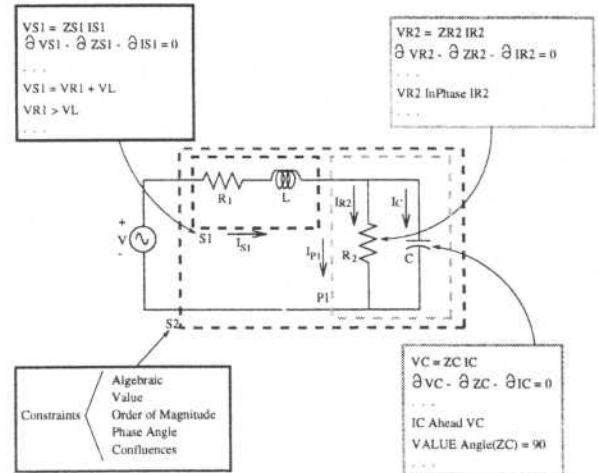 VS1 = ZS1 IS1
∂ VS1 - ∂ ZS1 - ∂ IS1 = 0
. . .
VS1 = VR1 + VL
VR1 > VL
. . .
VR2 = ZR2 IR2
∂ VR2 - ∂ ZR2 - ∂ IR2 = 0
. . .
VR2 InPhase IR2
. . .
R1
L
IR2
IC
+
V
-
S1
IS1
IP1
R2
C
P1
S2
Constraints
Algebraic
Value
Order of Magnitude
Phase Angle
Confluences
VC = ZC IC
∂ VC - ∂ ZC - ∂ IC = 0
. . .
IC Ahead VC
VALUE Angle(ZC) = 90
. . .